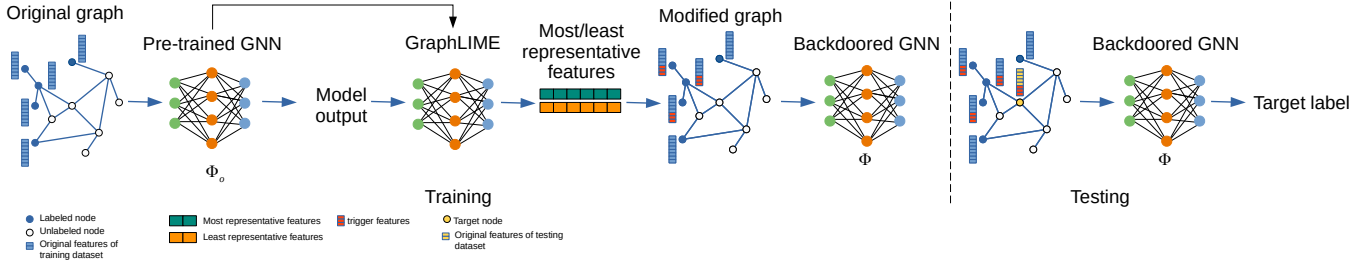 Original graph
Pre-trained GNN
Φo
Model
output
GraphLIME
Most/least
representative
features
Modified graph
Backdoored GNN
Φ
Backdoored GNN
Φ
Target label
Training
Testing
Labeled node
Unlabeled node
Original features of
training dataset
Most representative features
Least representative features
trigger features
Target node
Original features of testing
dataset